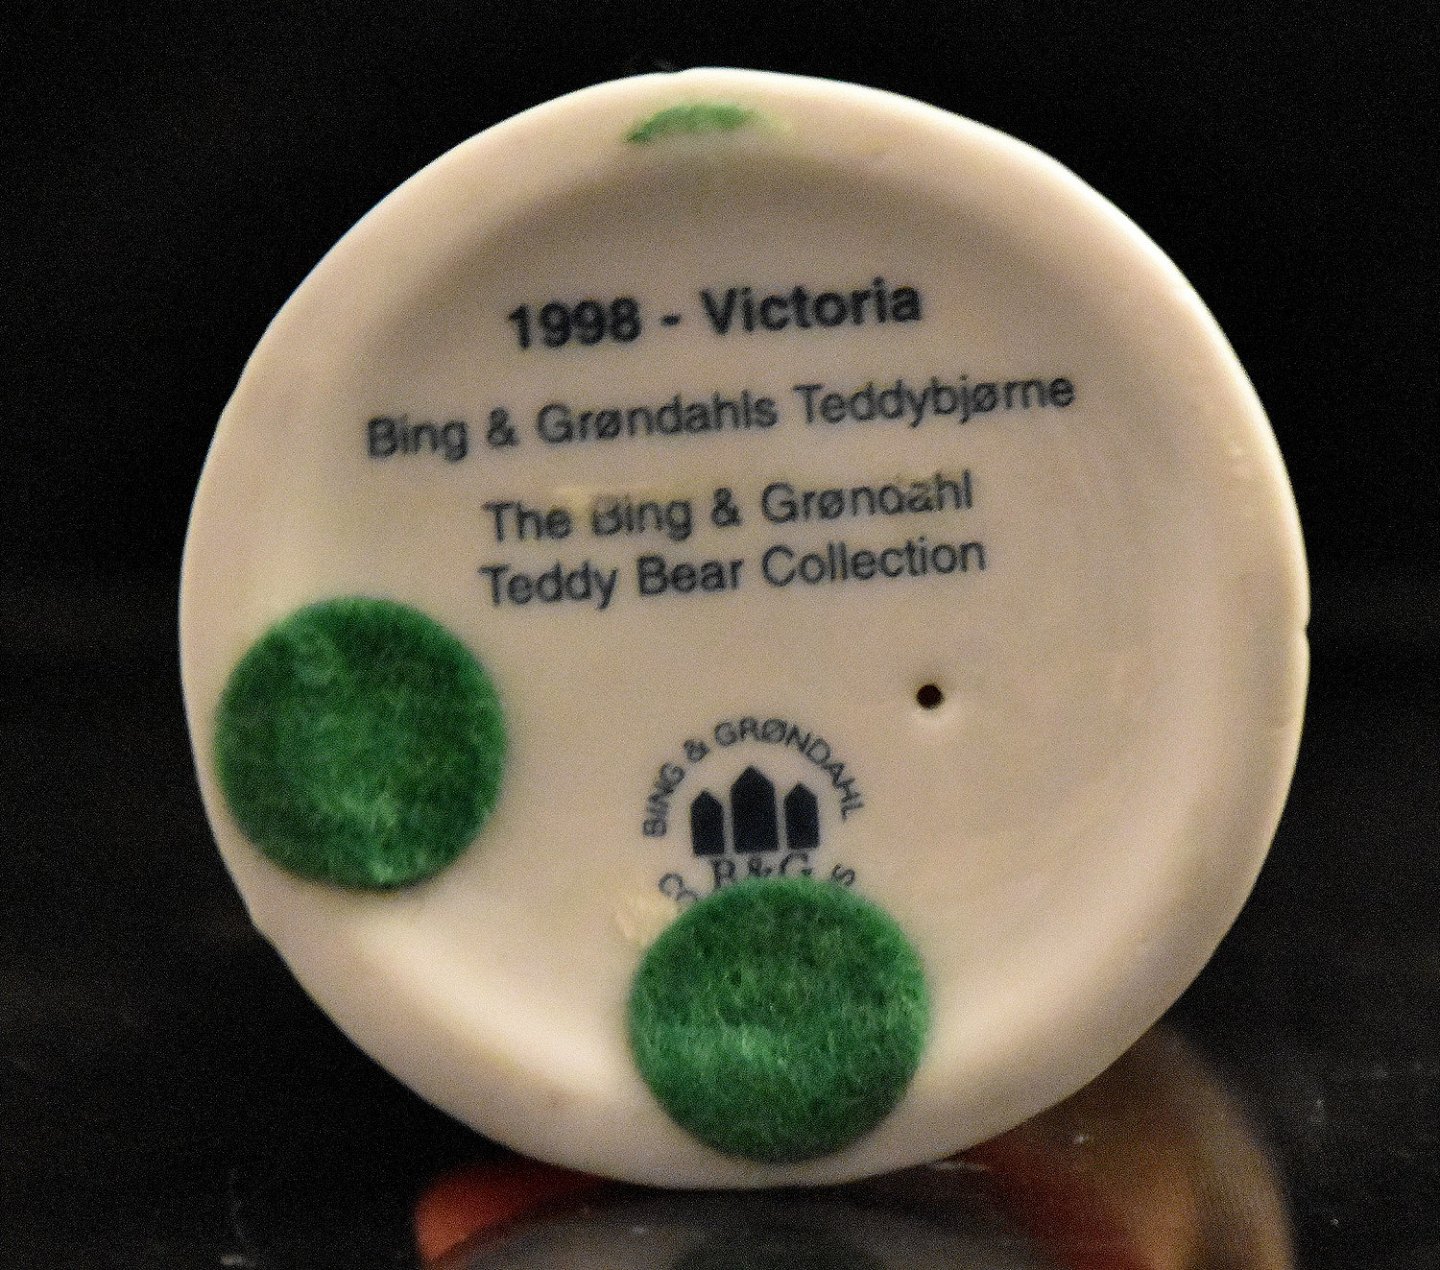 1998 - Victoria
Bing & Grøndahls Teddybjørne
The Bing & Grøndahl
Teddy Bear Collection
BING & GRØNDAHL
B&G